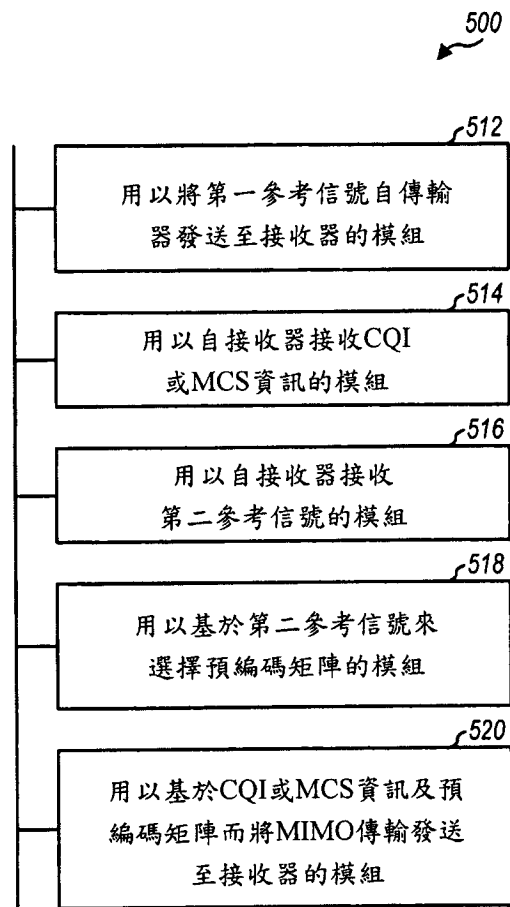 500
512
用以將第一參考信號自傳輸
器發送至接收器的模組
514
用以自接收器接收CQI
或MCS資訊的模組
516
用以自接收器接收
第二參考信號的模組
518
用以基於第二參考信號來
選擇預編碼矩陣的模組
520
用以基於CQI或MCS資訊及預
編碼矩陣而將MIMO傳輸發送
至接收器的模組